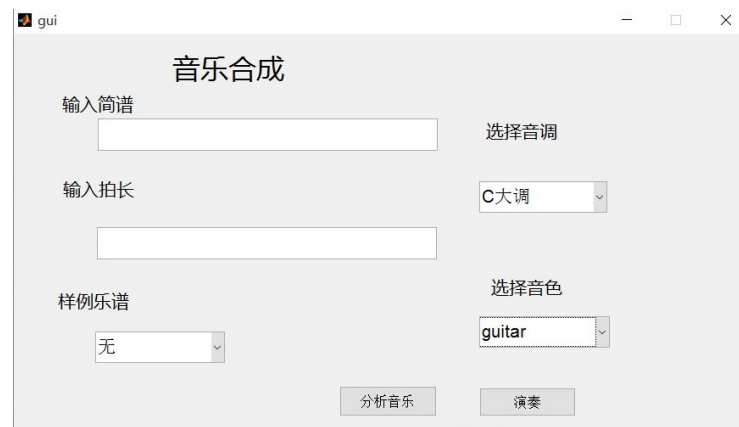 gui
音乐合成
输入简谱
选择音调
输入拍长
C大调
选择音色
样例乐谱
guitar
无
分析音乐
演奏